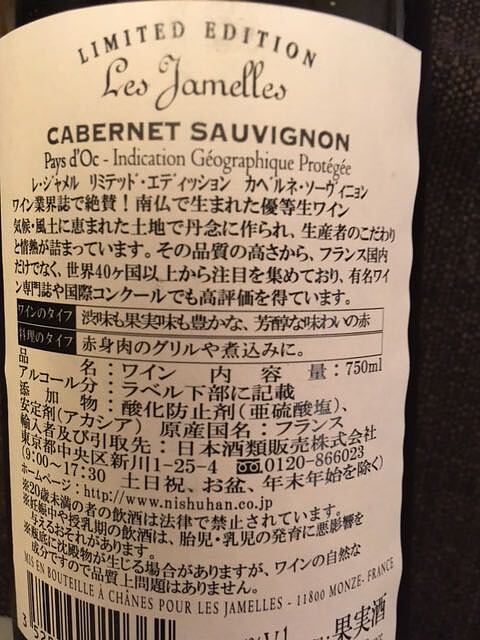 LIMITED EDITION
Les Jamelles
CABERNET SAUVIGNON
Pays d'Oc - Indication Géographique Protégée
レ・ジャメル リミテッド・エディッション カベルネ・ソーヴィニヨン
ワイン業界誌で絶賛！南仏で生まれた優等生ワイン
気候・風土に恵まれた土地で丹念に作られ、生産者のこだわり
と情熱が詰まっています。その品質の高さから、フランス国内
だけでなく、世界40ヶ国以上から注目を集めており、有名ワイ
ン専門誌や国際コンクールでも高評価を得ています。
ワインのタイプ 渋味も果実味も豊かな、芳醇な味わいの赤
料理のタイプ 赤身肉のグリルや煮込みに。
品名：ワイン 内容量：750ml
アルコール分：ラベル下部に記載
添加物：酸化防止剤(亜硫酸塩)、
安定剤(アカシア) 原産国名：フランス
輸入者及び引取先：日本酒類販売株式会社
東京都中央区新川1-25-4 0120-866023
(9:00～17:30 土日祝、お盆、年末年始を除く)
ホームページ：http://www.nishuhan.co.jp
※20歳未満の者の飲酒は法律で禁止されています。
※妊娠中や授乳期の飲酒は、胎児・乳児の発育に悪影響を
与えるおそれがあります。
※瓶底に沈殿物が生じる場合がありますが、ワインの自然な
成分ですので品質上問題はありません。
MIS EN BOUTEILLE À CHÂNES POUR LES JAMELLES - 11800 MONZE- FRANCE
果実酒